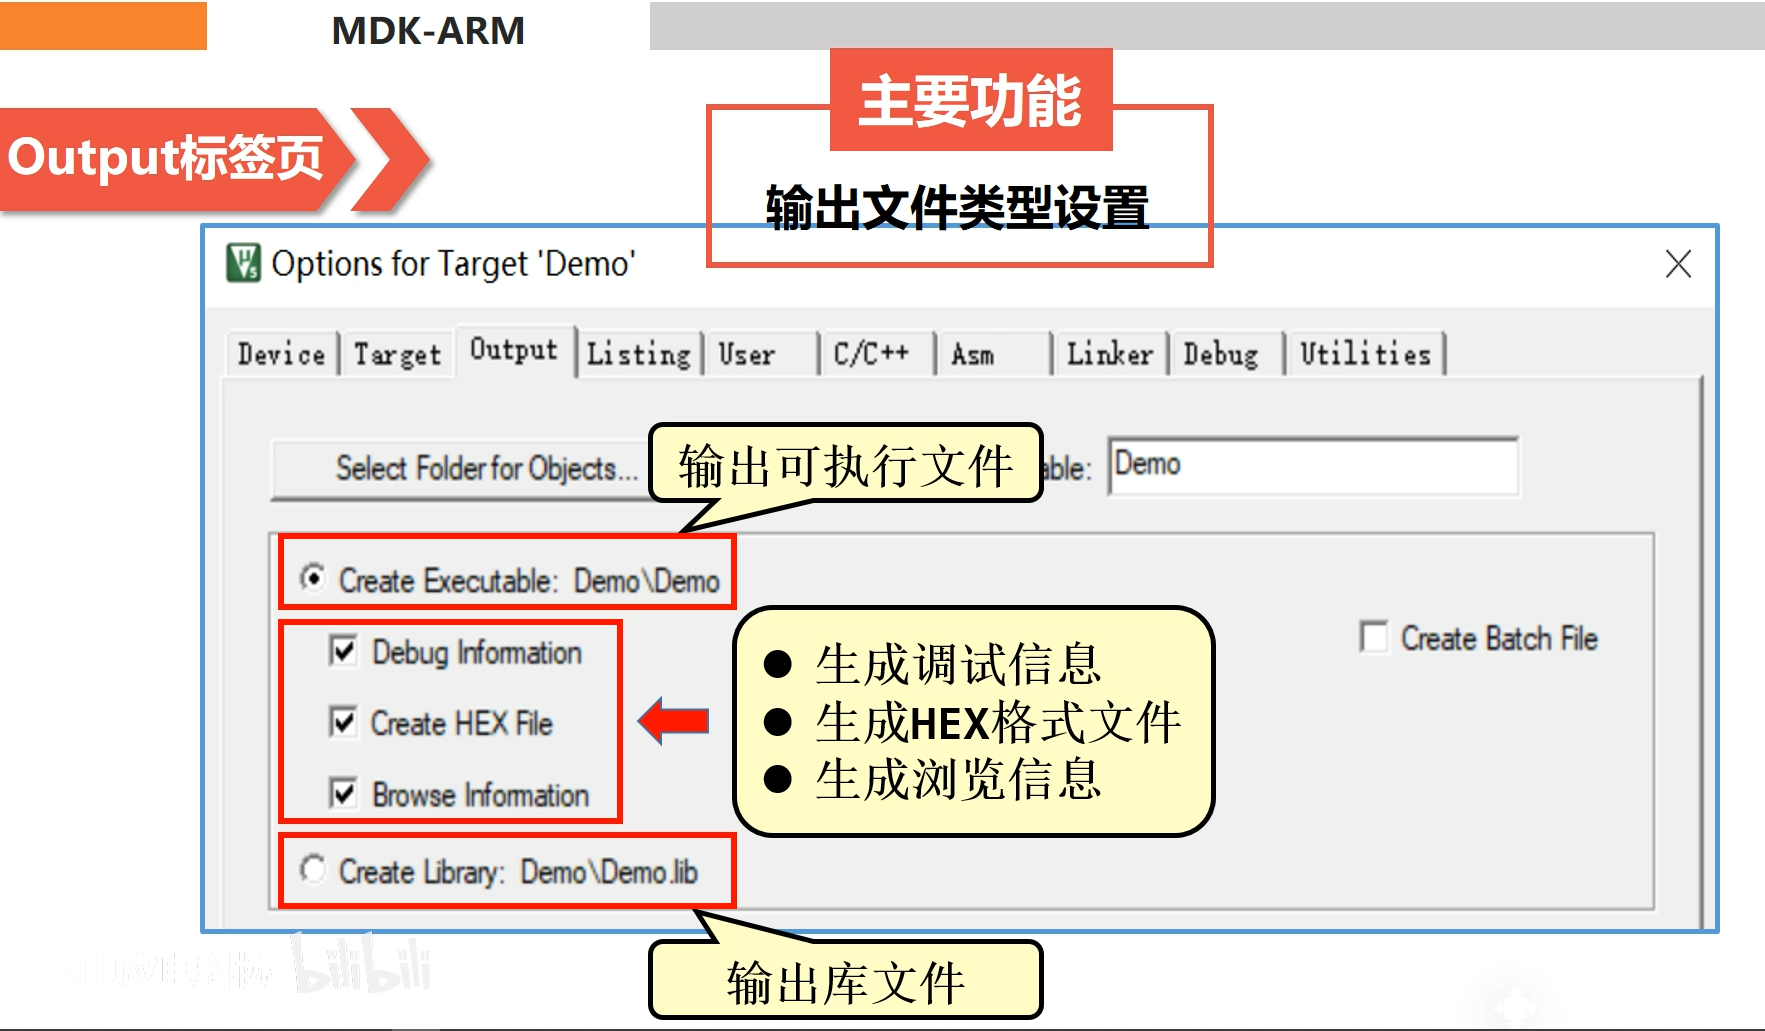 MDK-ARM
主要功能
Output标签页
输出文件类型设置
Options for Target 'Demo'
Device Target Output Listing User C/C++ Asm Linker Debug Utilities
Select Folder for Objects... 输出可执行文件 able: Demo
Create Executable: Demo\Demo
Debug Information
Create HEX File
Browse Information
生成调试信息
生成HEX格式文件
生成浏览信息
Create Batch File
Create Library: Demo\Demo.lib
输出库文件
bilibili